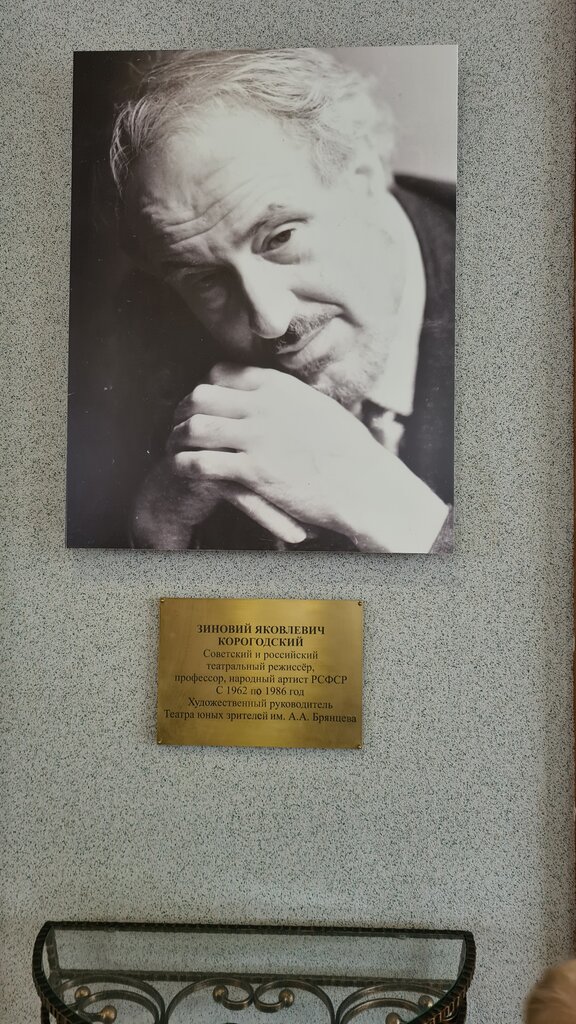 ЗИНОВИЙ ЯКОВЛЕВИЧ
КОРОГОДСКИЙ
Советский и российский
театральный режиссёр,
профессор, народный артист РСФСР
С 1962 по 1986 год
Художественный руководитель
Театра юных зрителей им. А.А. Брянцева